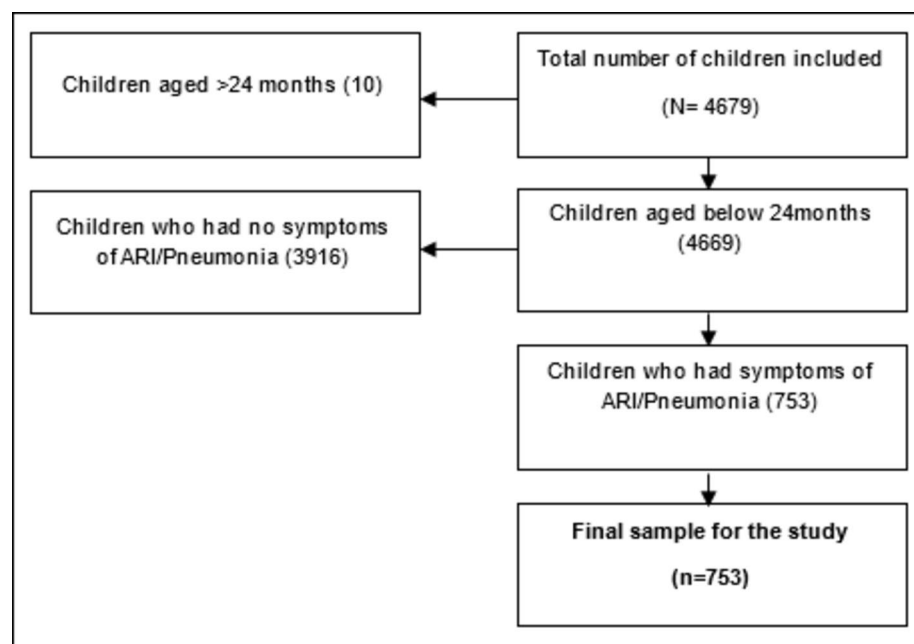 Total number of children included
(N= 4679)
Children aged >24 months (10)
Children aged below 24months
(4669)
Children who had no symptoms
of ARI/Pneumonia (3916)
Children who had symptoms of
ARI/Pneumonia (753)
Final sample for the study
(n=753)